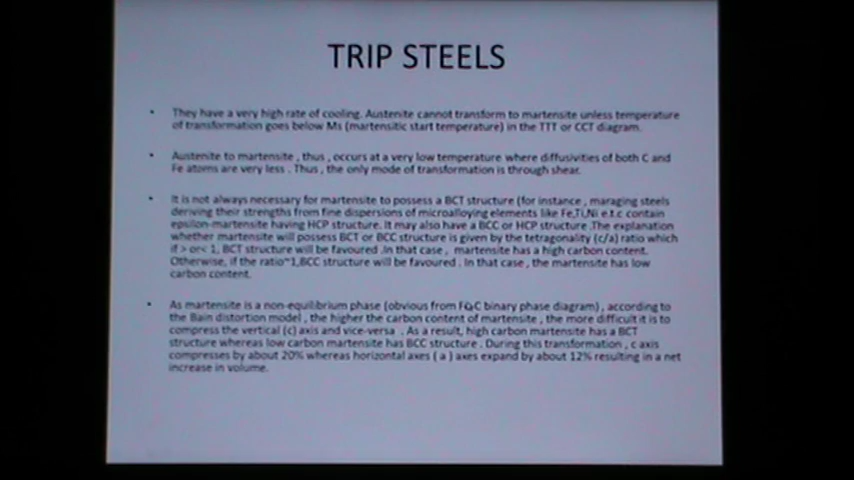 TRIP STEELS
• They have a very high rate of cooling. Austenite cannot transform to martensite unless temperature
of transformation goes below Ms (martensitic start temperature) in the TTT or CCT diagram.
• Austenite to martensite , thus , occurs at a very low temperature where diffusivities of both C and
Fe atoms are very less . Thus , the only mode of transformation is through shear.
• It is not always necessary for martensite to possess a BCT structure (for instance , maraging steels
deriving their strengths from fine dispersions of microalloying elements like Fe,Ti,Ni e.t.c contain
epsilon-martensite having HCP structure. It may also have a BCC or HCP structure .The explanation
whether martensite will possess BCT or BCC structure is given by the tetragonality (c/a) ratio which
if > or< 1, BCT structure will be favoured .In that case , martensite has a high carbon content.
Otherwise, if the ratio~1,BCC structure will be favoured . In that case , the martensite has low
carbon content.
• As martensite is a non-equilibrium phase (obvious from binary phase diagram) , according to
the Bain distortion model , the higher the carbon content of martensite , the more difficult it is to
compress the vertical (c) axis and vice-versa . As a result, high carbon martensite has a BCT
structure whereas low carbon martensite has BCC structure . During this transformation , c axis
compresses by about 20% whereas horizontal axes ( a ) axes expand by about 12% resulting in a net
increase in volume.